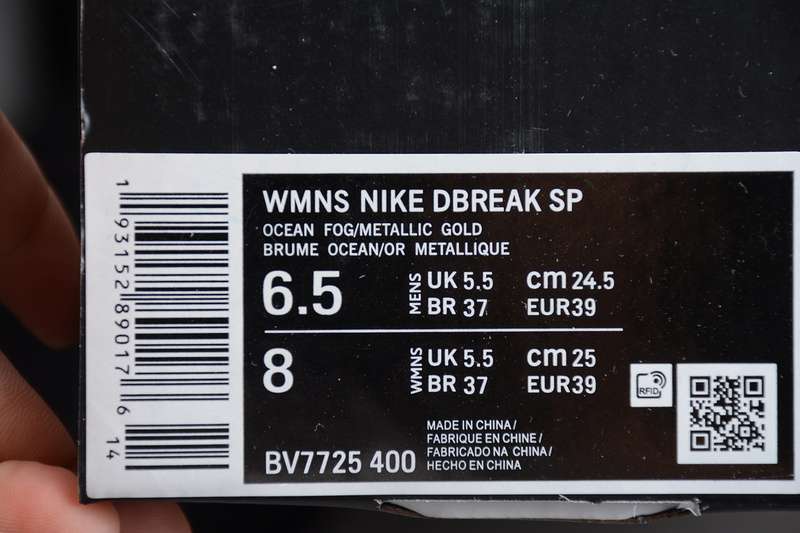 WMNS NIKE DBREAK SP
OCEAN FOG/METALLIC GOLD
BRUME OCEAN/OR METALLIQUE
6.5 MENS UK 5.5 cm 24.5
BR 37 EUR39
8 WMNS UK 5.5 cm 25
BR 37 EUR39
RFID
BV7725 400
MADE IN CHINA/
FABRIQUE EN CHINE/
FABRICADO NA CHINA/
HECHO EN CHINA
1 93152 89017 6
14